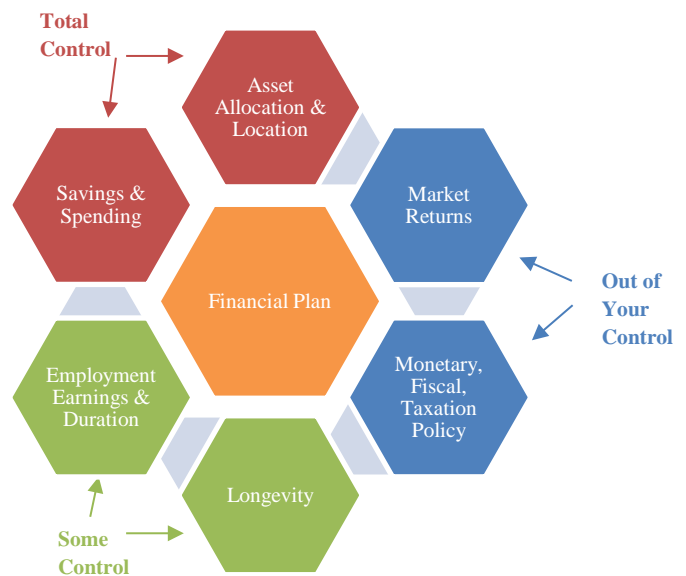 Total
Control
Asset
Allocation &
Location
Savings &
Spending
Market
Returns
Financial Plan
Out of
Your
Control
Employment
Earnings &
Duration
Monetary,
Fiscal,
Taxation
Policy
Longevity
Some
Control